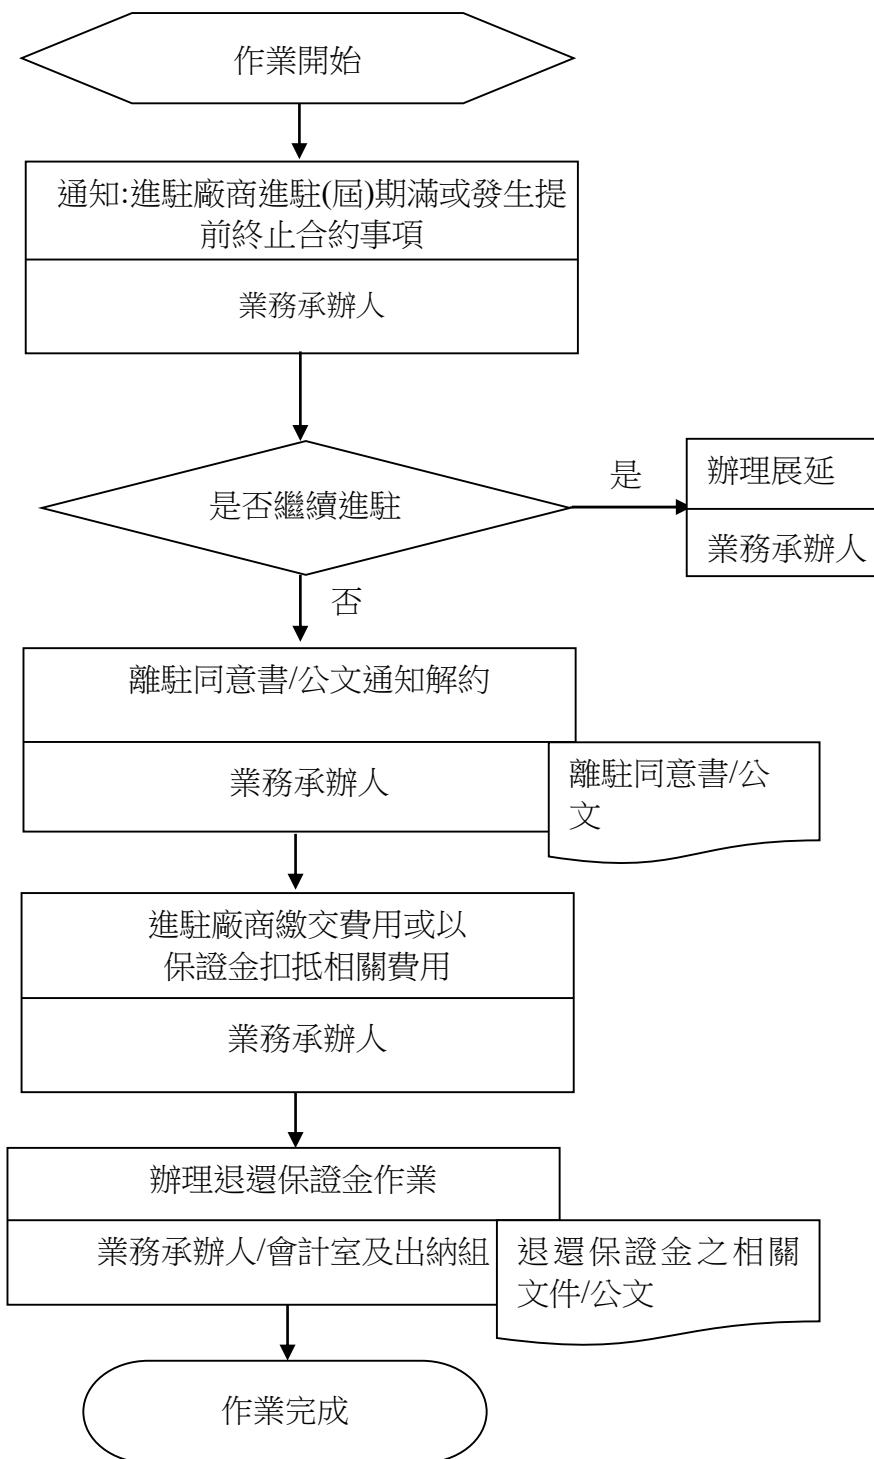 作業開始
通知:進駐廠商進駐(屆)期滿或發生提
前終止合約事項
業務承辦人
是否繼續進駐
是
辦理展延
業務承辦人
否
離駐同意書/公文通知解約
業務承辦人
離駐同意書/公
文
進駐廠商繳交費用或以
保證金扣抵相關費用
業務承辦人
辦理退還保證金作業
業務承辦人/會計室及出納組
退還保證金之相關
文件/公文
作業完成